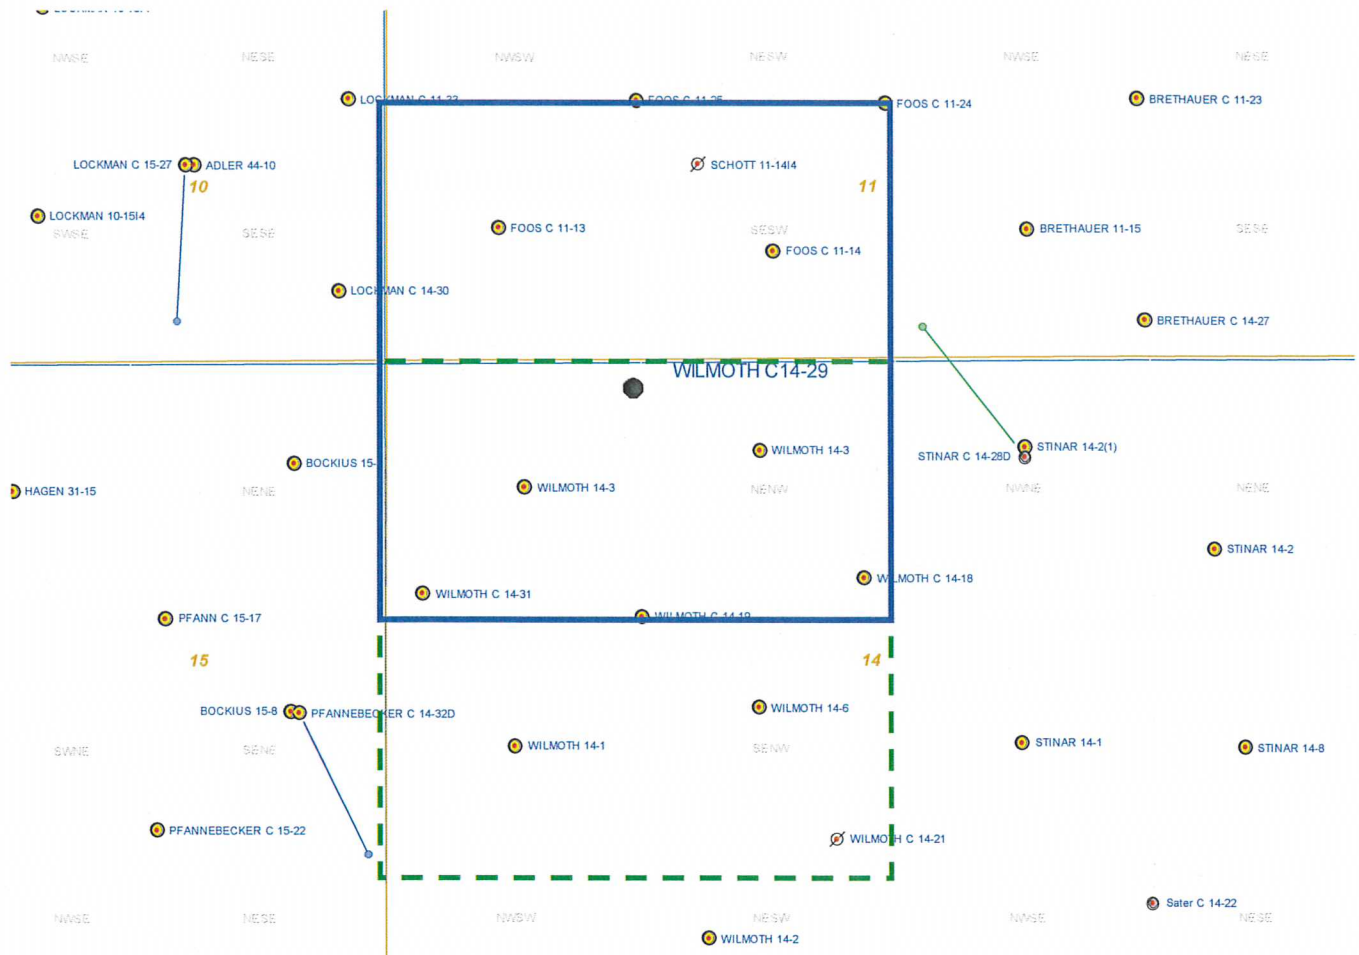 NWSE
NESE
NWSW
NESW
NWSE
NESE
LOCKMAN C 11-33
FOOS C 11-25
FOOS C 11-24
BRETHAUER C 11-23
LOCKMAN C 15-27
ADLER 44-10
SCHOTT 11-14I4
10
11
LOCKMAN 10-15I4
SWSE
SESE
FOOS C 11-13
SESW
BRETHAUER 11-15
SESE
FOOS C 11-14
LOCKMAN C 14-30
BRETHAUER C 14-27
WILMOTH C14-29
STINAR 14-2(1)
WILMOTH 14-3
STINAR C 14-28D
BOCKIUS 15-
HAGEN 31-15
NENE
WILMOTH 14-3
NENW
NWNE
NENE
STINAR 14-2
WILMOTH C 14-18
WILMOTH C 14-31
WILMOTH C 14-19
PFANN C 15-17
15
14
BOCKIUS 15-8
PFANNEBECKER C 14-32D
WILMOTH 14-6
SWNE
SENE
WILMOTH 14-1
SENW
STINAR 14-1
STINAR 14-8
PFANNEBECKER C 15-22
WILMOTH C 14-21
Sater C 14-22
NWSE
NESE
NWSW
NESW
NWSE
NESE
WILMOTH 14-2